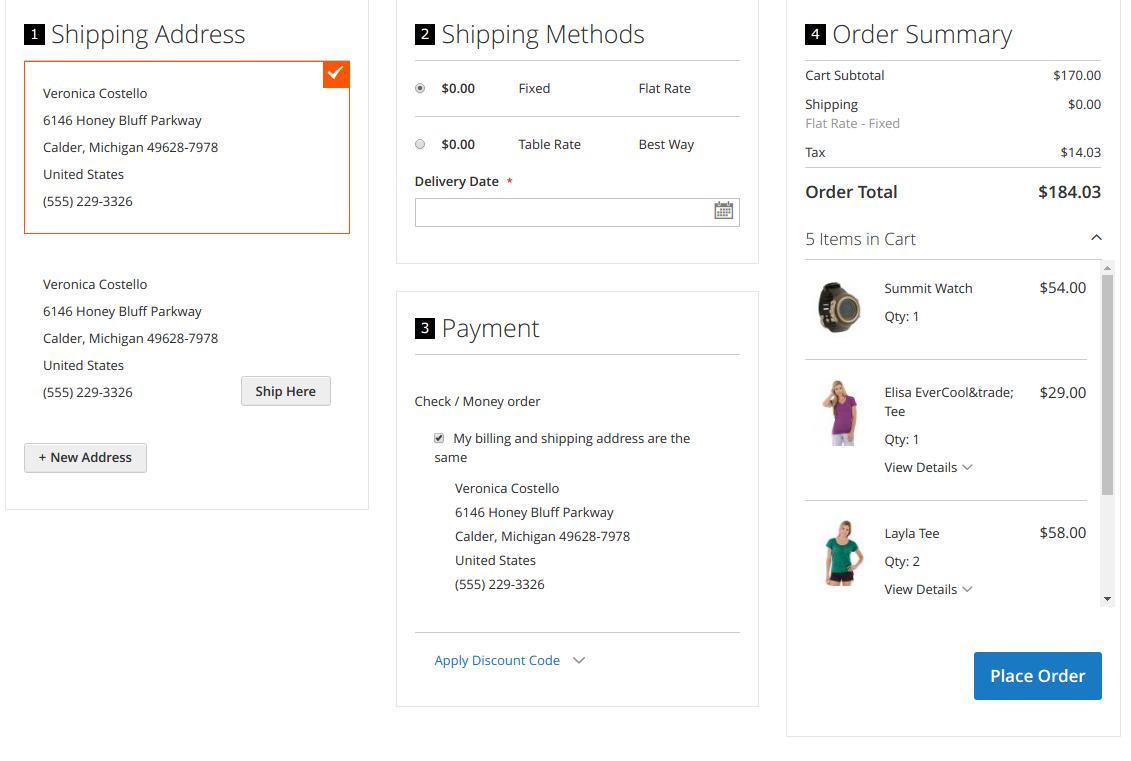 1 Shipping Address
Veronica Costello
6146 Honey Bluff Parkway
Calder, Michigan 49628-7978
United States
(555) 229-3326
Veronica Costello
6146 Honey Bluff Parkway
Calder, Michigan 49628-7978
United States
(555) 229-3326
Ship Here
+ New Address
2 Shipping Methods
$0.00 Fixed Flat Rate
$0.00 Table Rate Best Way
Delivery Date *
3 Payment
Check / Money order
My billing and shipping address are the
same
Veronica Costello
6146 Honey Bluff Parkway
Calder, Michigan 49628-7978
United States
(555) 229-3326
Apply Discount Code
4 Order Summary
Cart Subtotal $170.00
Shipping $0.00
Flat Rate - Fixed
Tax $14.03
Order Total $184.03
5 Items in Cart
Summit Watch $54.00
Qty: 1
Elisa EverCool&trade; $29.00
Tee
Qty: 1
View Details
Layla Tee $58.00
Qty: 2
View Details
Place Order